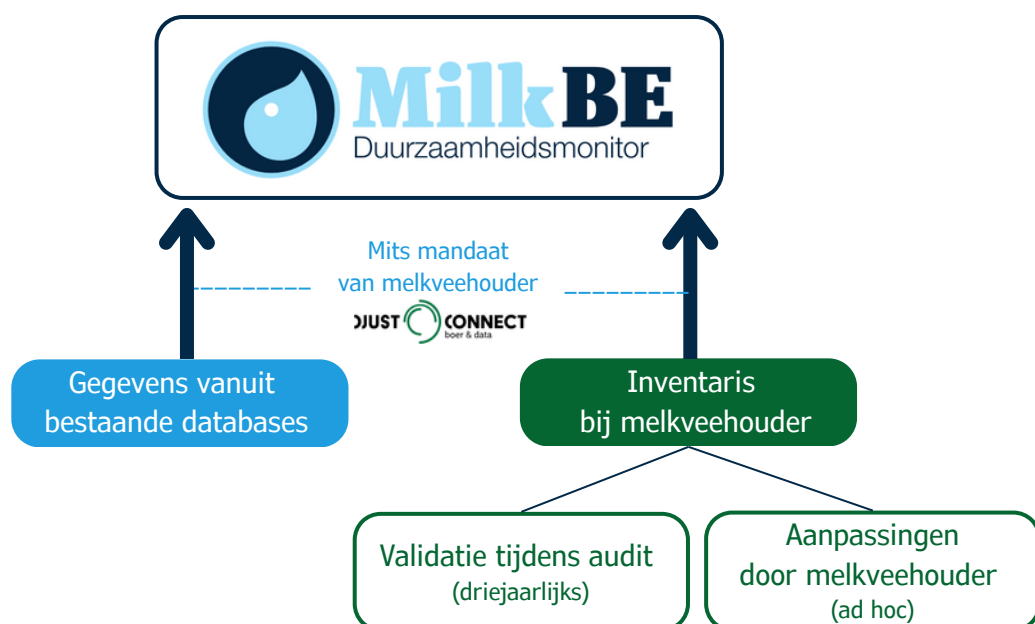 MilkBE
Duurzaamheidsmonitor
Mits mandaat
van melkveehouder
DJUST CONNECT
boer & data
Gegevens vanuit
bestaande databases
Inventaris
bij melkveehouder
Validatie tijdens audit
(driejaarlijks)
Aanpassingen
door melkveehouder
(ad hoc)